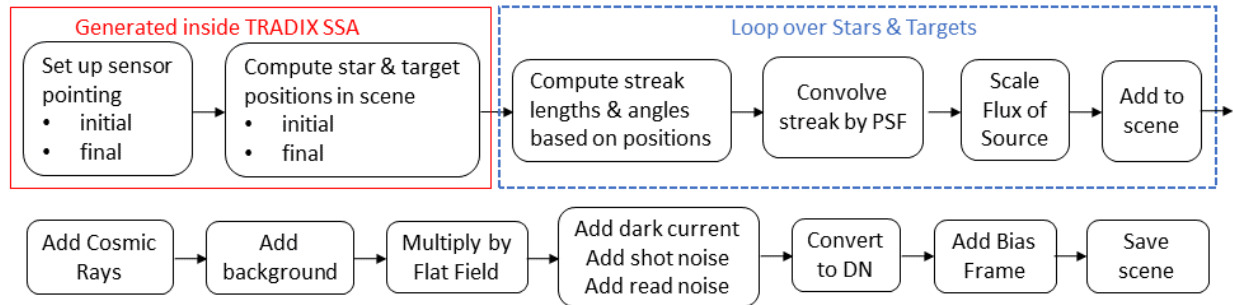 Generated inside TRADIX SSA
Set up sensor
pointing
• initial
• final
Compute star & target
positions in scene
• initial
• final
Loop over Stars & Targets
Compute streak
lengths & angles
based on positions
Convolve
streak by PSF
Scale
Flux of
Source
Add to
scene
Add Cosmic
Rays
Add
background
Multiply by
Flat Field
Add dark current
Add shot noise
Add read noise
Convert
to DN
Add Bias
Frame
Save
scene